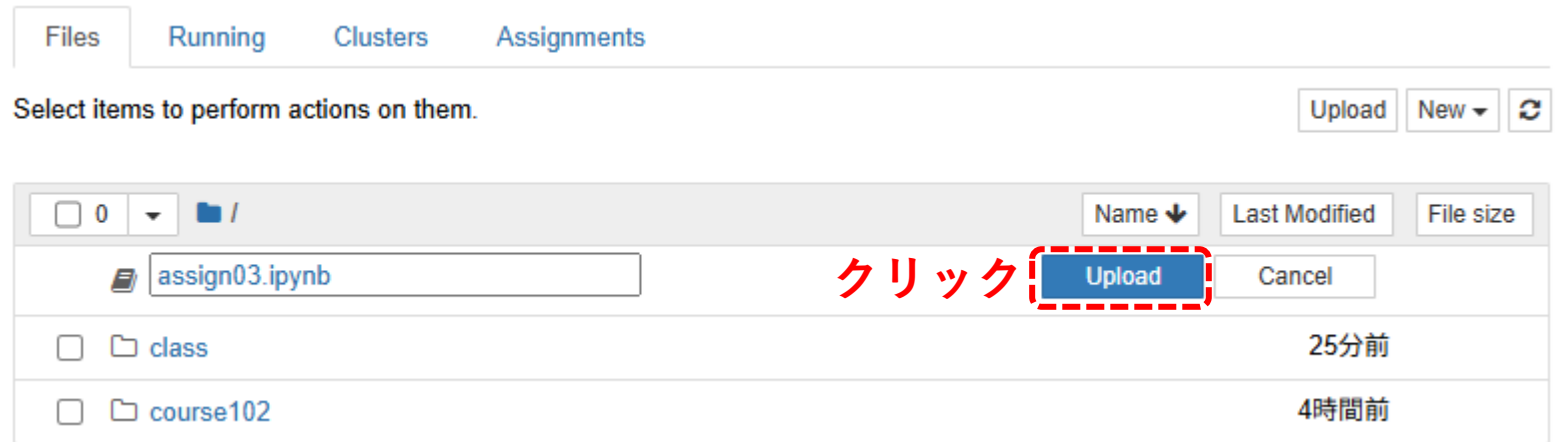 Files Running Clusters Assignments
Select items to perform actions on them. Upload New
0 / Name Last Modified File size
assign03.ipynb クリック Upload Cancel
class 25分前
course102 4時間前